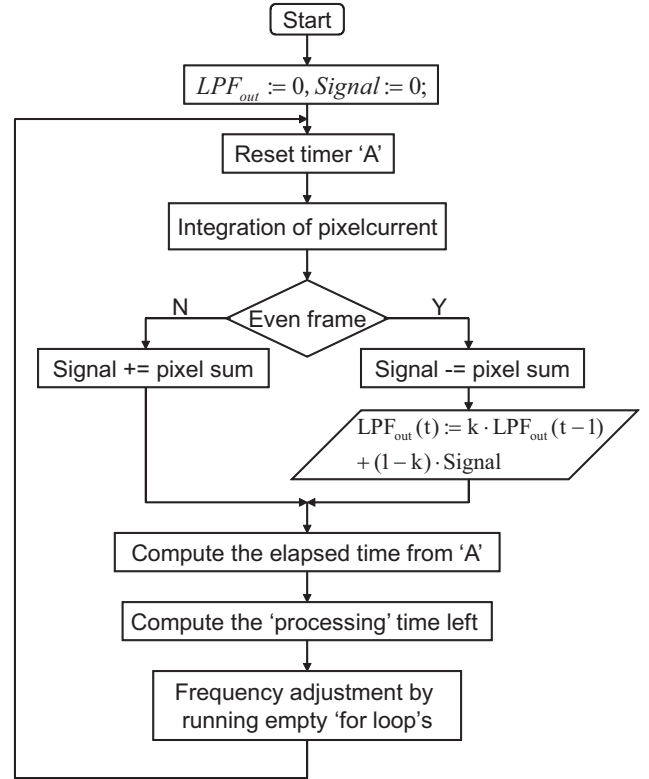 Start
LPF_out := 0, Signal := 0;
Reset timer ‘A’
Integration of pixelcurrent
Even frame
N
Y
Signal += pixel sum
Signal -= pixel sum
LPF_out(t) := k · LPF_out(t − 1)
+ (1 − k) · Signal
Compute the elapsed time from ‘A’
Compute the ‘processing’ time left
Frequency adjustment by
running empty ‘for loop’s